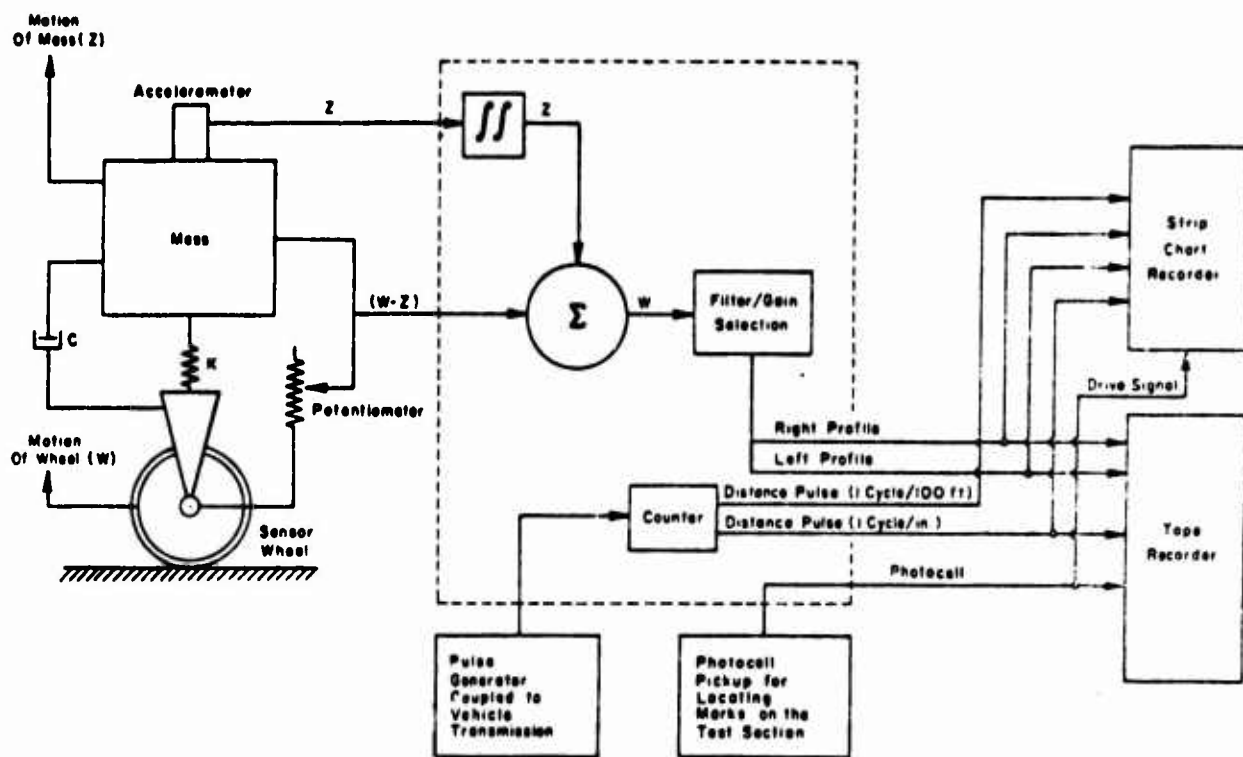 Motion
Of Mass (Z)
Accelerometer
Z
∫∫
Z
Mass
(W-Z)
Σ
W
Filter/Gain
Selection
Strip
Chart
Recorder
C
K
Potentiometer
Drive Signal
Motion
Of Wheel (W)
Right Profile
Left Profile
Distance Pulse (1 Cycle/100 ft)
Counter
Distance Pulse (1 Cycle/in.)
Sensor
Wheel
Tape
Recorder
Photocell
Pulse
Generator
Coupled to
Vehicle
Transmission
Photocell
Pickup for
Locating
Marks on the
Test Section